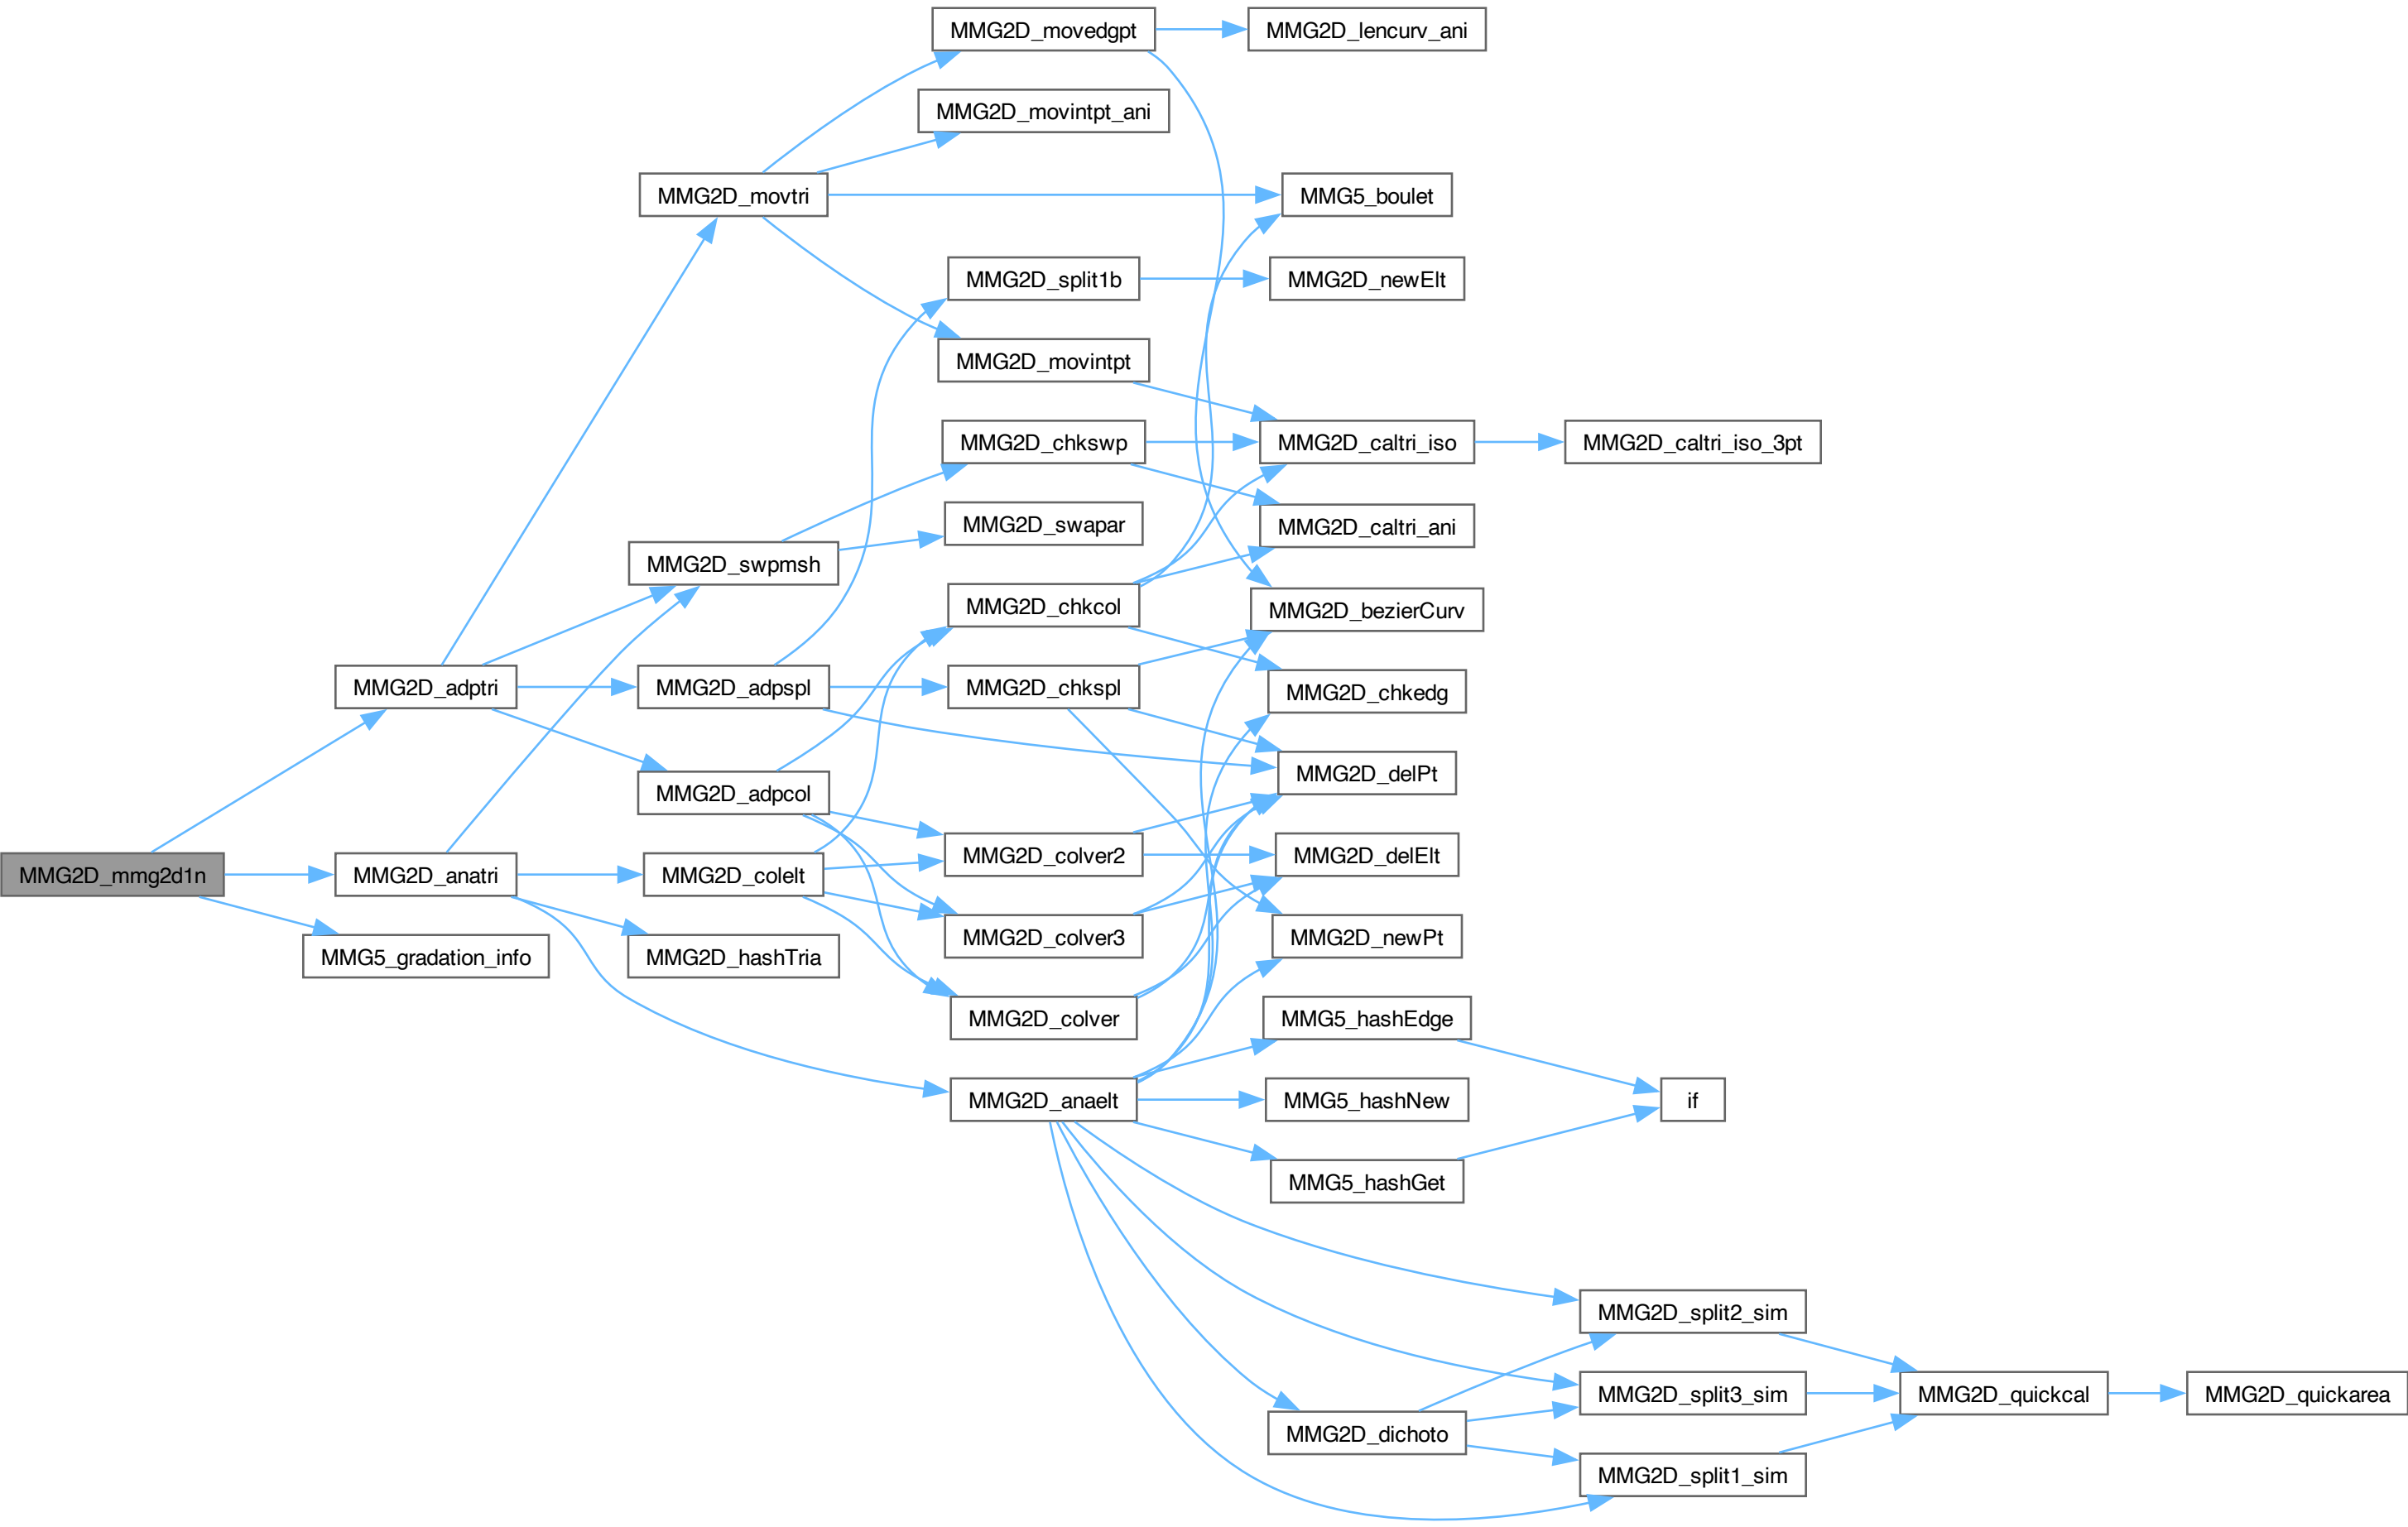 MMG2D_movedgpt
MMG2D_lencurv_ani
MMG2D_movintpt_ani
MMG2D_movtri
MMG5_boulet
MMG2D_split1b
MMG2D_newElt
MMG2D_movintpt
MMG2D_chkswp
MMG2D_caltri_iso
MMG2D_caltri_iso_3pt
MMG2D_swapar
MMG2D_caltri_ani
MMG2D_swpmsh
MMG2D_chkcol
MMG2D_bezierCurv
MMG2D_adptri
MMG2D_adpspl
MMG2D_chkspl
MMG2D_chkedg
MMG2D_delPt
MMG2D_adpcol
MMG2D_mmg2d1n
MMG2D_anatri
MMG2D_colelt
MMG2D_colver2
MMG2D_delElt
MMG2D_colver3
MMG2D_newPt
MMG5_gradation_info
MMG2D_hashTria
MMG2D_colver
MMG5_hashEdge
MMG2D_anaelt
MMG5_hashNew
if
MMG5_hashGet
MMG2D_split2_sim
MMG2D_split3_sim
MMG2D_quickcal
MMG2D_quickarea
MMG2D_dichoto
MMG2D_split1_sim